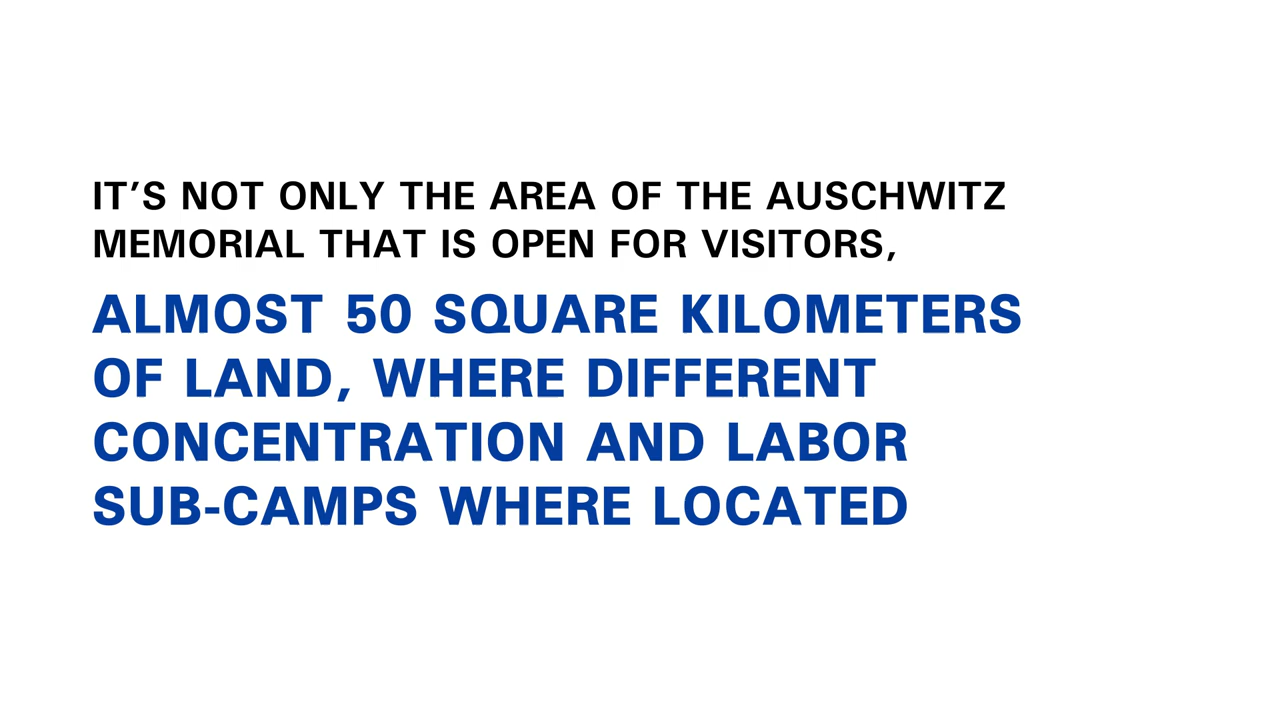 IT’S NOT ONLY THE AREA OF THE AUSCHWITZ
MEMORIAL THAT IS OPEN FOR VISITORS,
ALMOST 50 SQUARE KILOMETERS
OF LAND, WHERE DIFFERENT
CONCENTRATION AND LABOR
SUB-CAMPS WHERE LOCATED